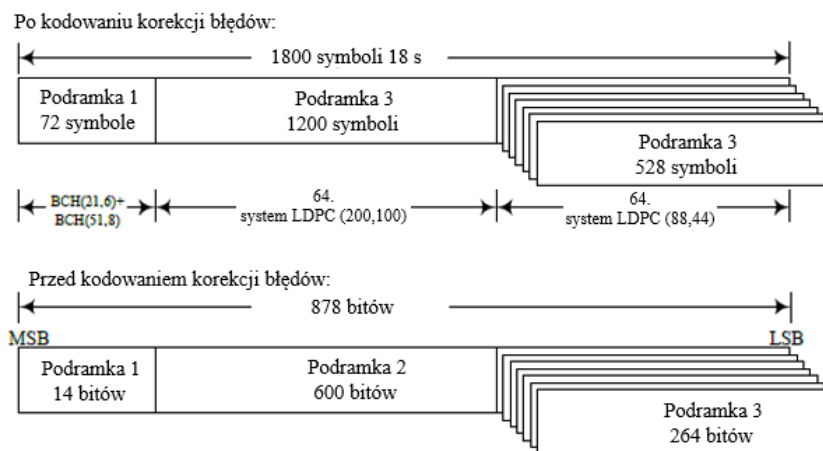 Po kodowaniu korekcji błędów:
1800 symboli 18 s
Podramka 1
72 symbole
Podramka 3
1200 symboli
Podramka 3
528 symboli
BCH(21,6)+
BCH(51,8)
64.
system LDPC (200,100)
64.
system LDPC (88,44)
Przed kodowaniem korekcji błędów:
878 bitów
MSB
LSB
Podramka 1
14 bitów
Podramka 2
600 bitów
Podramka 3
264 bitów